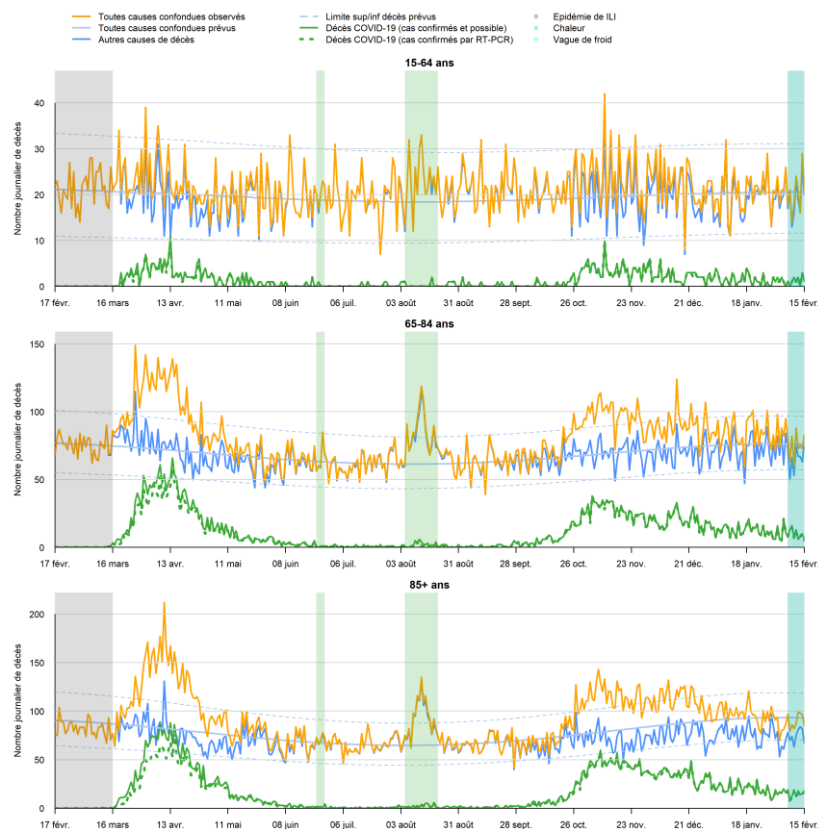 Toutes causes confondues observés
Toutes causes confondues prévus
Autres causes de décès
Limite sup/inf décès prévus
Décès COVID-19 (cas confirmés et possible)
Décès COVID-19 (cas confirmés par RT-PCR)
Epidémie de ILI
Chaleur
Vague de froid
15-64 ans
Nombre journalier de décès
40
30
20
10
0
17 févr. 16 mars 13 avr. 11 mai 08 juin 06 juil. 03 août 31 août 28 sept. 26 oct. 23 nov. 21 déc. 18 janv. 15 févr.
65-84 ans
Nombre journalier de décès
150
100
50
0
17 févr. 16 mars 13 avr. 11 mai 08 juin 06 juil. 03 août 31 août 28 sept. 26 oct. 23 nov. 21 déc. 18 janv. 15 févr.
85+ ans
Nombre journalier de décès
200
150
100
50
0
17 févr. 16 mars 13 avr. 11 mai 08 juin 06 juil. 03 août 31 août 28 sept. 26 oct. 23 nov. 21 déc. 18 janv. 15 févr.